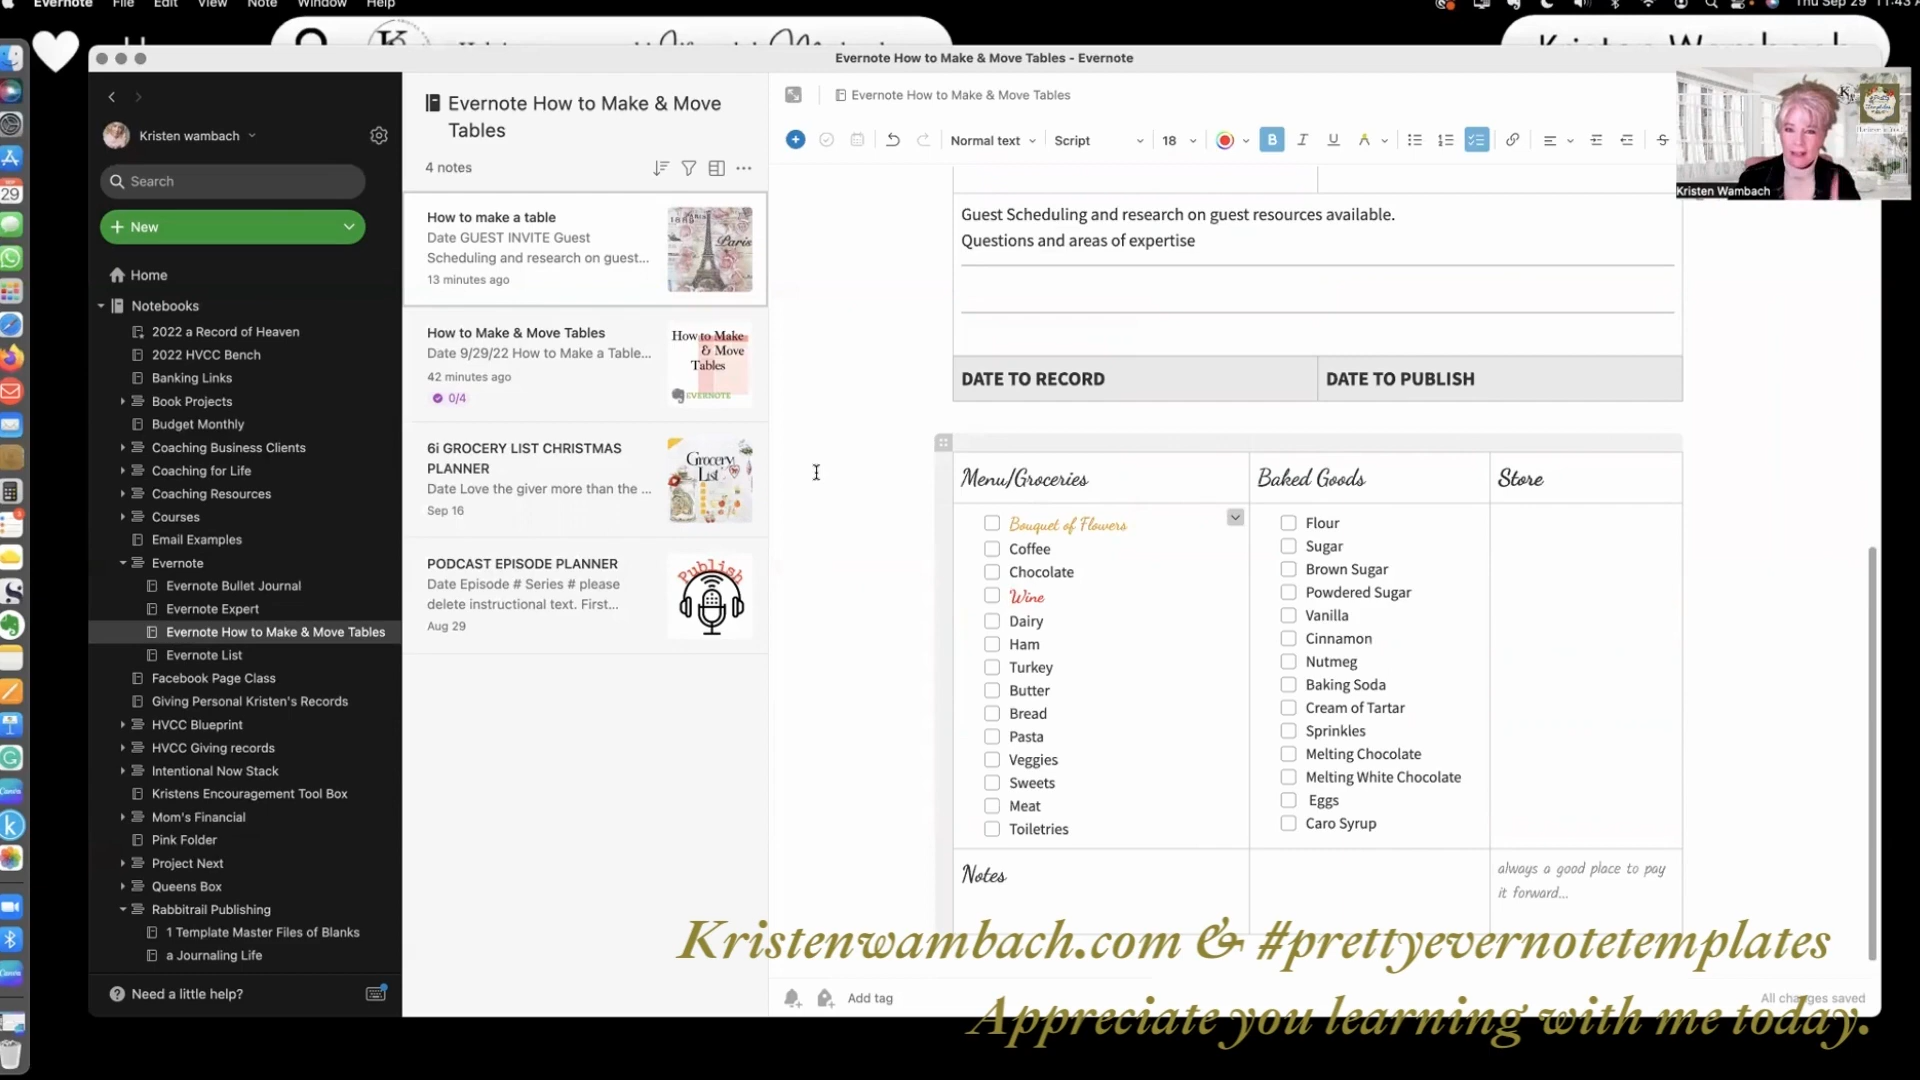 Evernote File Edit View Note Window Help
Thu Sep 29 11:43 A
Evernote How to Make & Move Tables - Evernote
Kristen wambach
Search
New
Home
Notebooks
2022 a Record of Heaven
2022 HVCC Bench
Banking Links
Book Projects
Budget Monthly
Coaching Business Clients
Coaching for Life
Coaching Resources
Courses
Email Examples
Evernote
Evernote Bullet Journal
Evernote Expert
Evernote How to Make & Move Tables
Evernote List
Facebook Page Class
Giving Personal Kristen's Records
HVCC Blueprint
HVCC Giving records
Intentional Now Stack
Kristens Encouragement Tool Box
Mom's Financial
Pink Folder
Project Next
Queens Box
Rabbitrail Publishing
1 Template Master Files of Blanks
a Journaling Life
Need a little help?
Evernote How to Make & Move
Tables
4 notes
How to make a table
Date GUEST INVITE Guest
Scheduling and research on guest...
13 minutes ago
Paris
How to Make & Move Tables
Date 9/29/22 How to Make a Table...
42 minutes ago
0/4
How to Make
& Move
Tables
EVERNOTE
6i GROCERY LIST CHRISTMAS
PLANNER
Date Love the giver more than the ...
Sep 16
Grocery
List
PODCAST EPISODE PLANNER
Date Episode # Series # please
delete instructional text. First...
Aug 29
Publish
Evernote How to Make & Move Tables
Normal text Script 18 B I U A S
Kristen Wambach
Guest Scheduling and research on guest resources available.
Questions and areas of expertise
DATE TO RECORD DATE TO PUBLISH
Menu/Groceries Baked Goods Store
Bouquet of Flowers
Coffee
Chocolate
Wine
Dairy
Ham
Turkey
Butter
Bread
Pasta
Veggies
Sweets
Meat
Toiletries
Flour
Sugar
Brown Sugar
Powdered Sugar
Vanilla
Cinnamon
Nutmeg
Baking Soda
Cream of Tartar
Sprinkles
Melting Chocolate
Melting White Chocolate
Eggs
Caro Syrup
Notes
always a good place to pay
it forward...
Kristenwambach.com & #prettyevernotetemplates
Add tag
All changes saved
Appreciate you learning with me today.